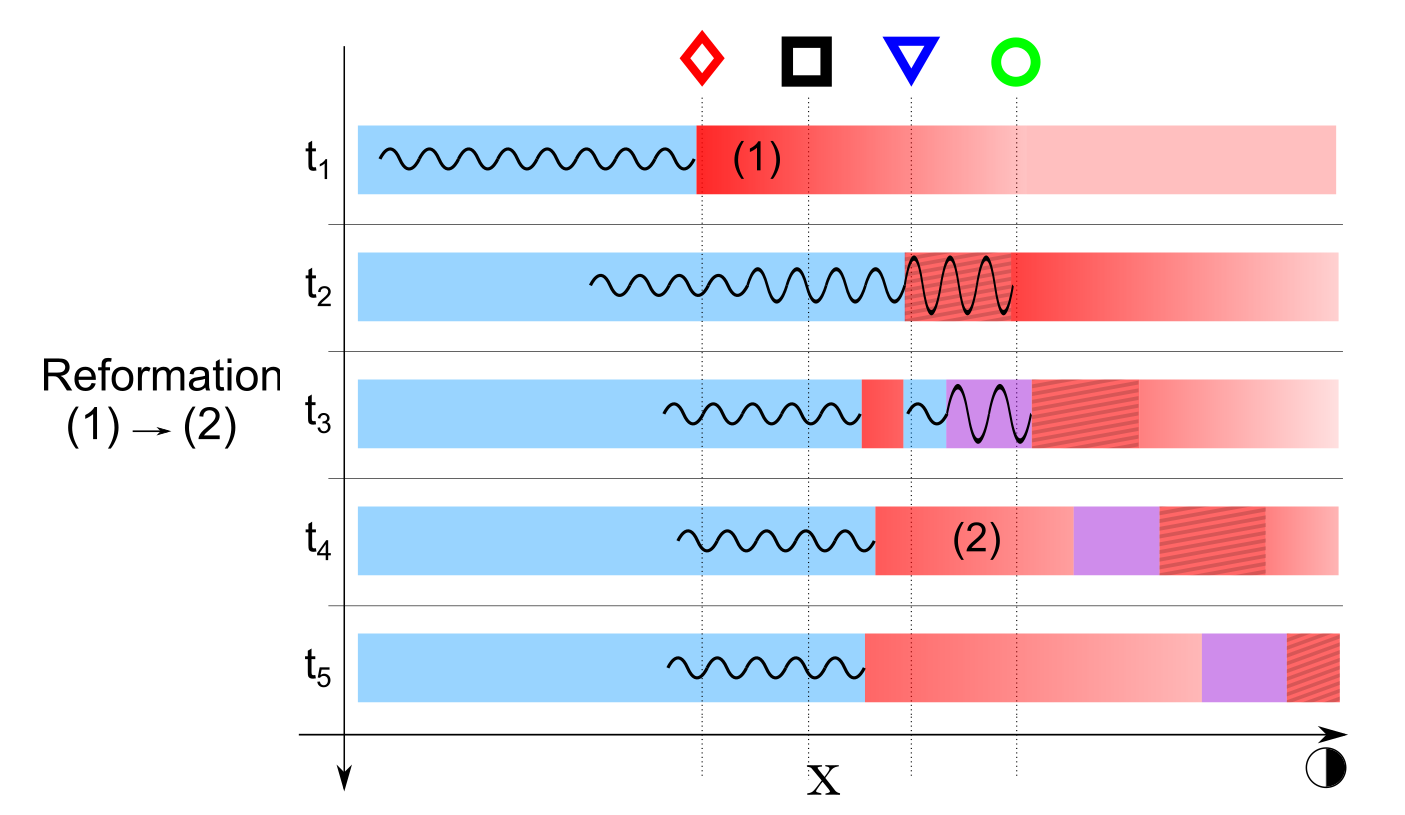 t1
(1)
t2
Reformation
(1) → (2)
t3
t4
(2)
t5
X